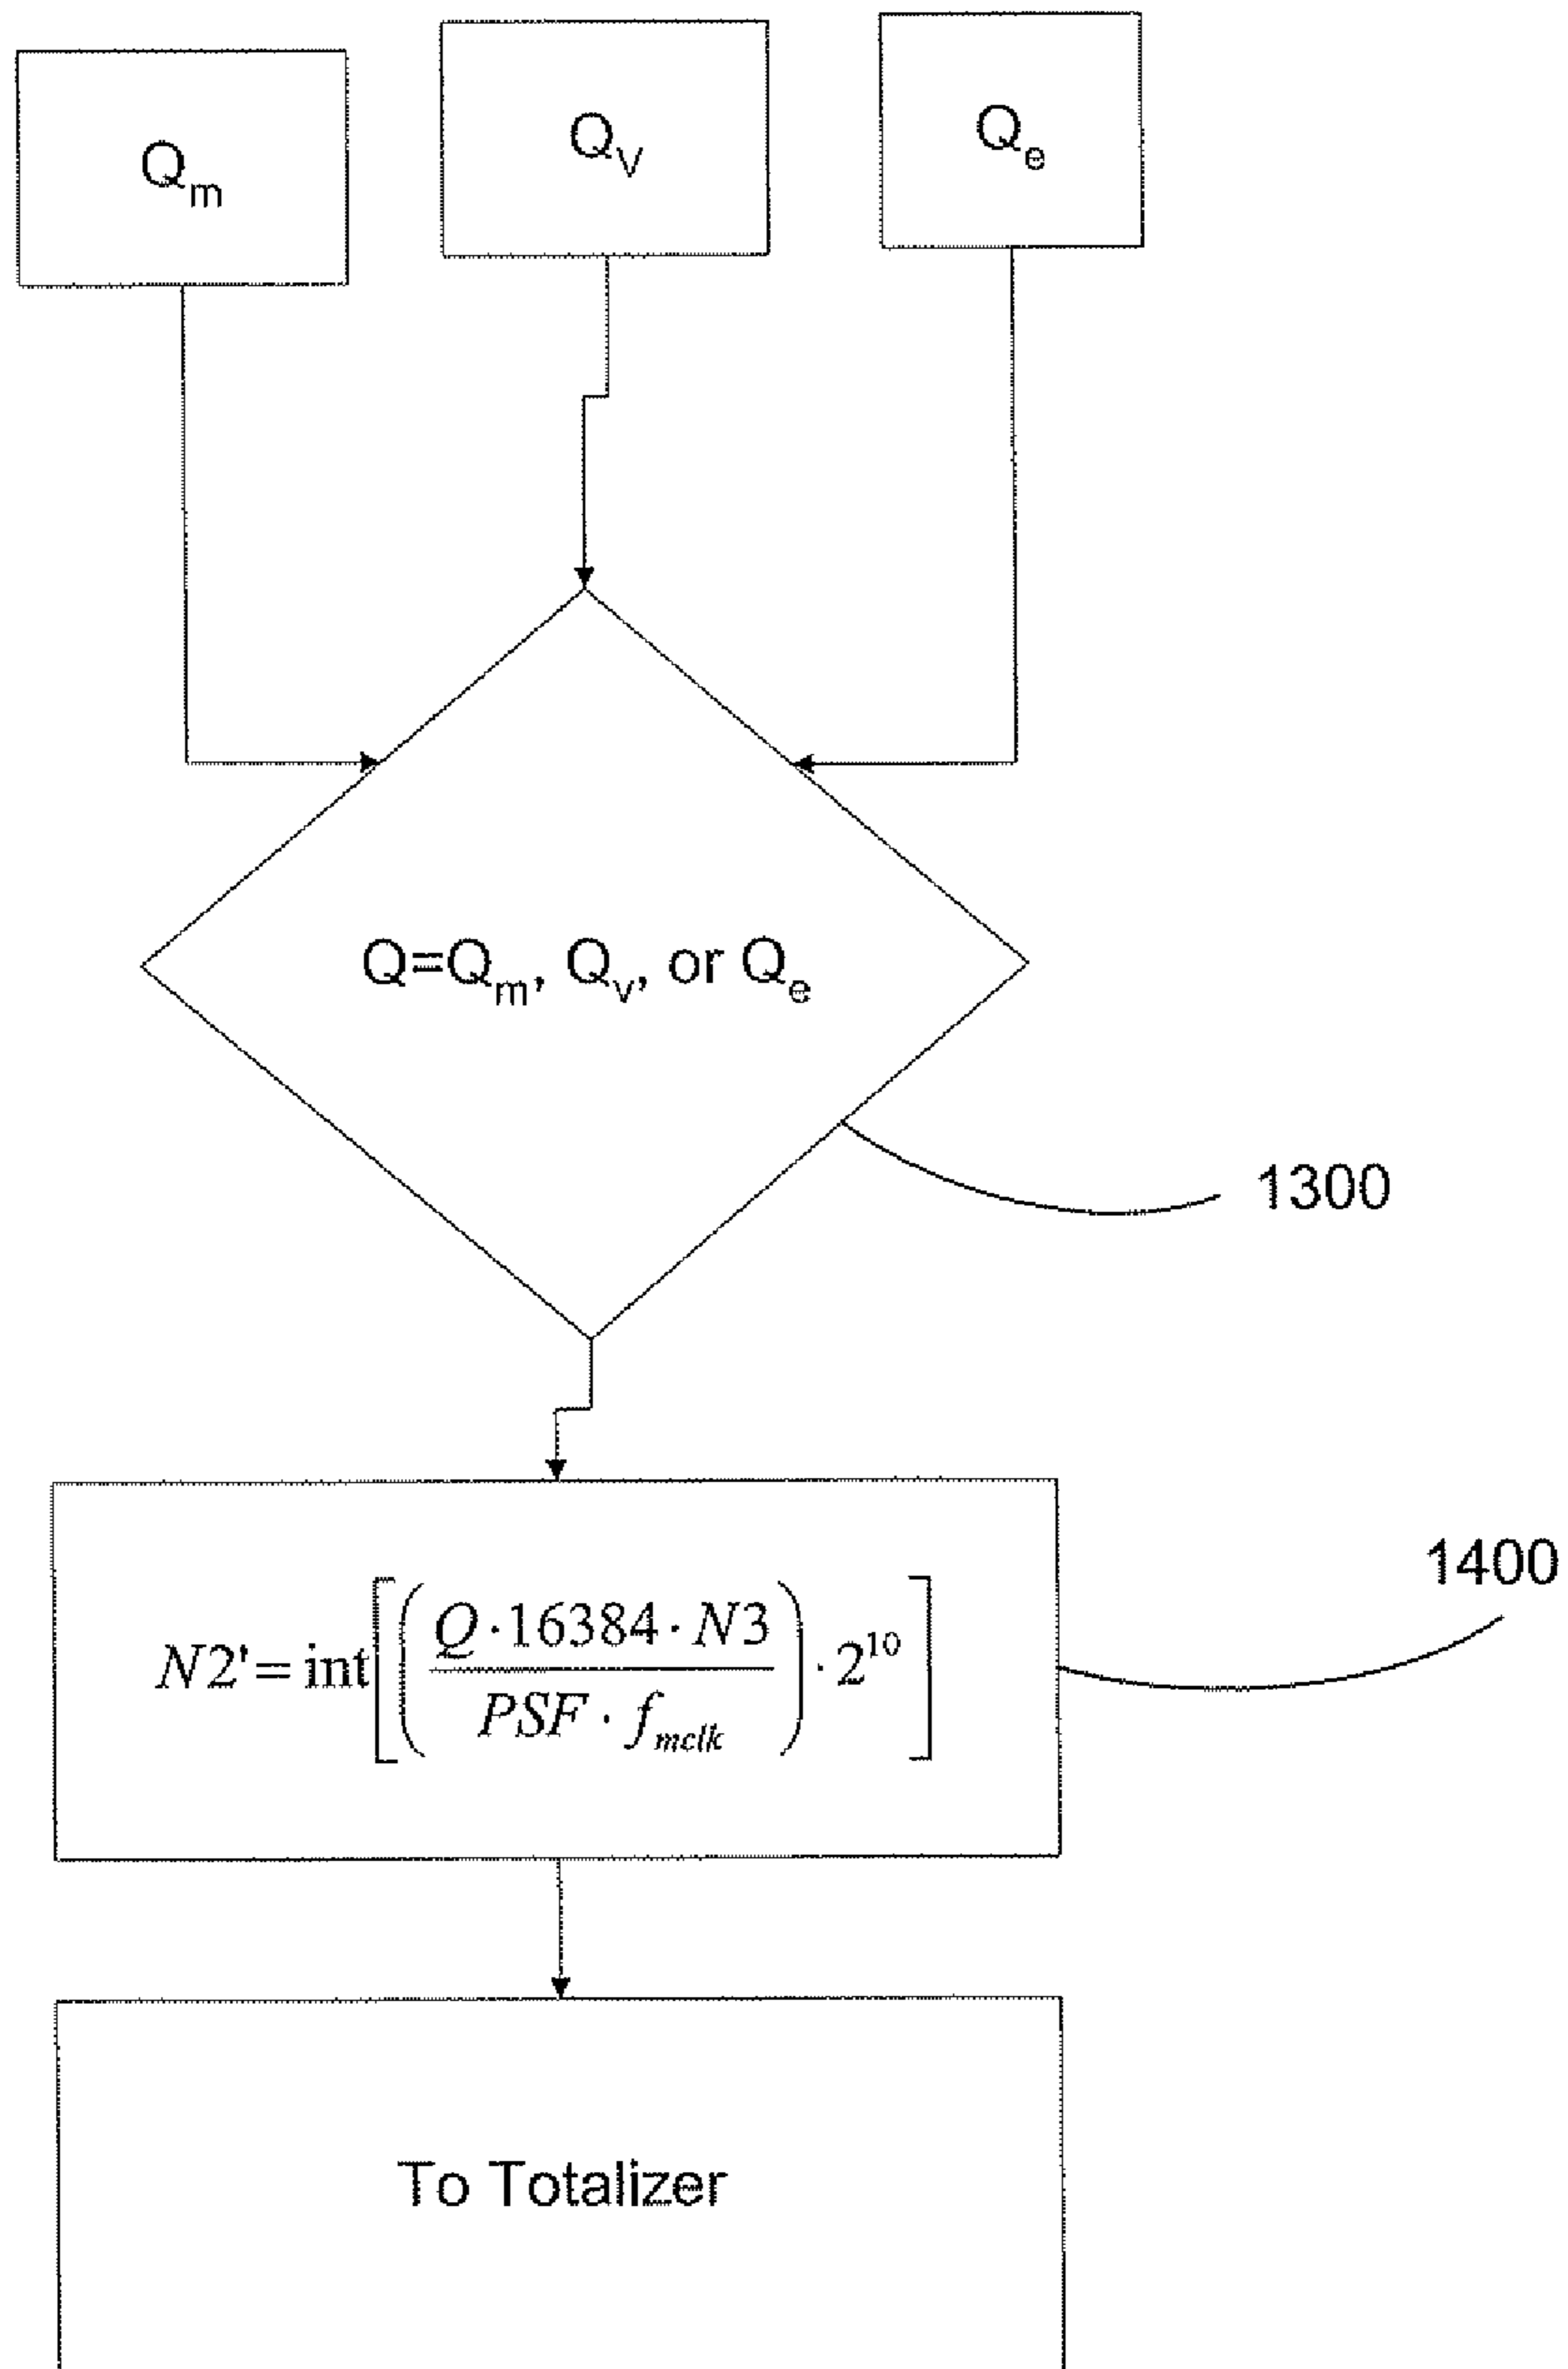 Qm
QV
Qe
Q=Qm, Qv, or Qe
1300
1400
N2'=int[(Q·16384·N3/PSF·fmclk)·2^10]
To Totalizer